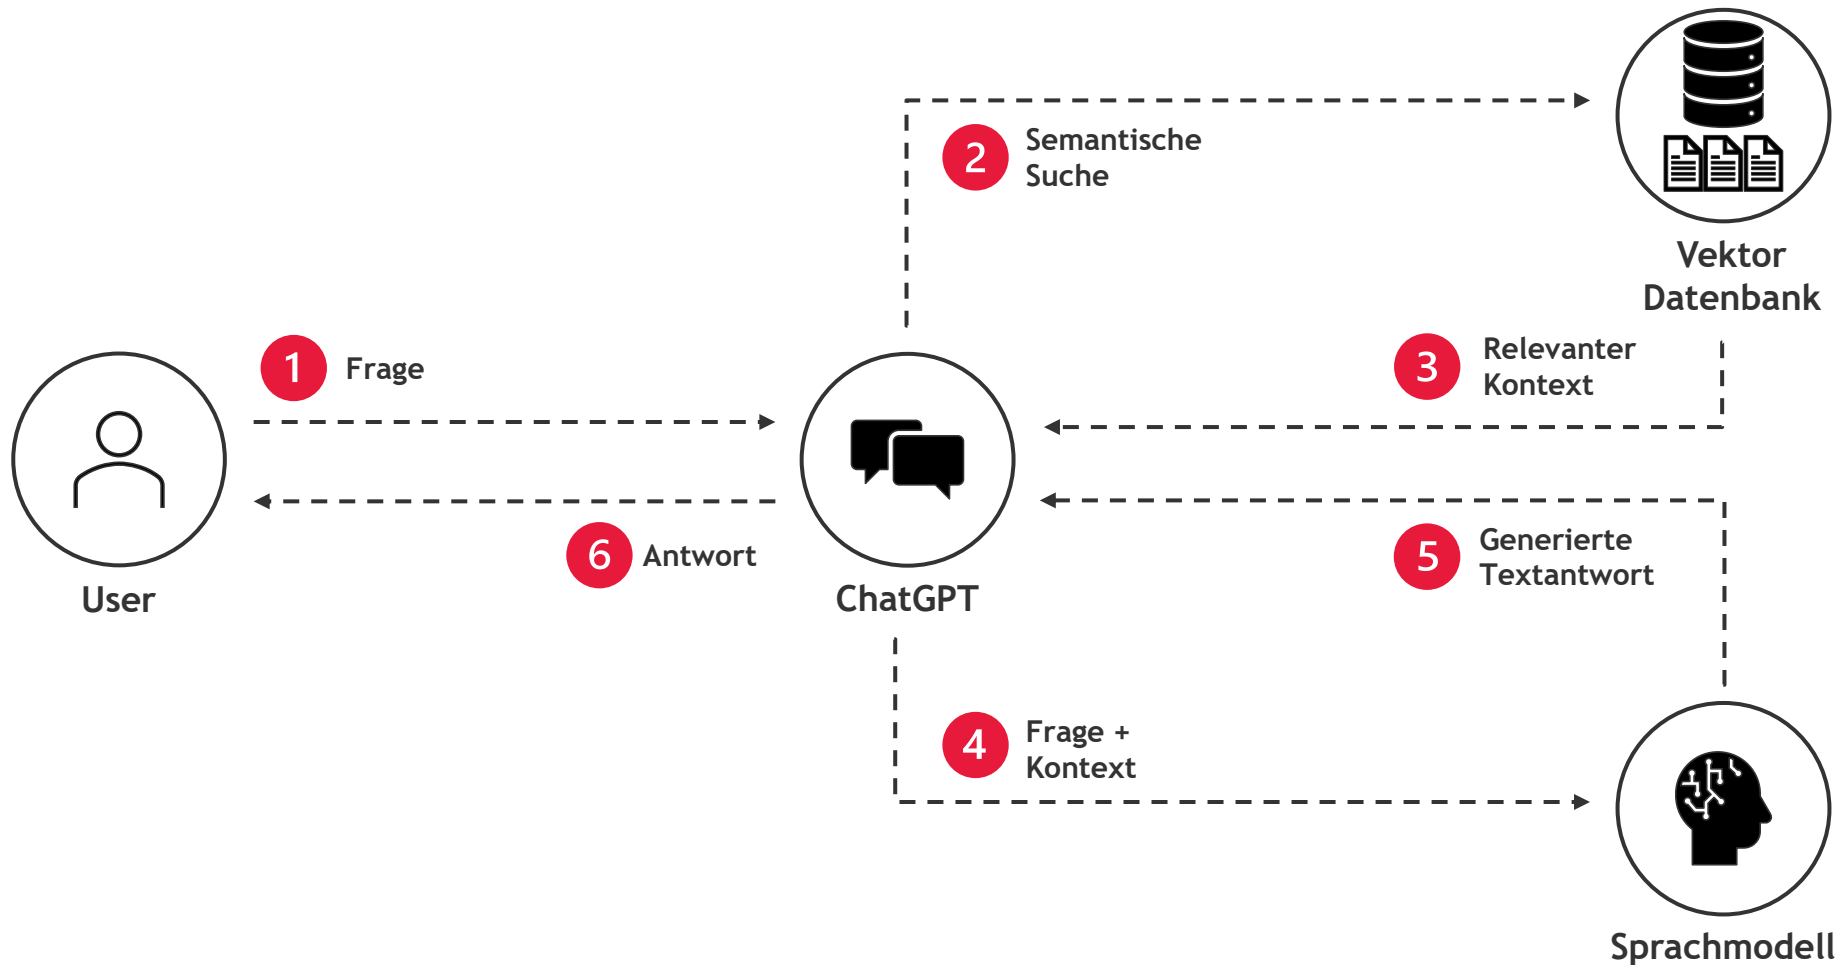 1 Frage
User
6 Antwort
ChatGPT
2 Semantische
Suche
Vektor
Datenbank
3 Relevanter
Kontext
4 Frage +
Kontext
5 Generierte
Textantwort
Sprachmodell